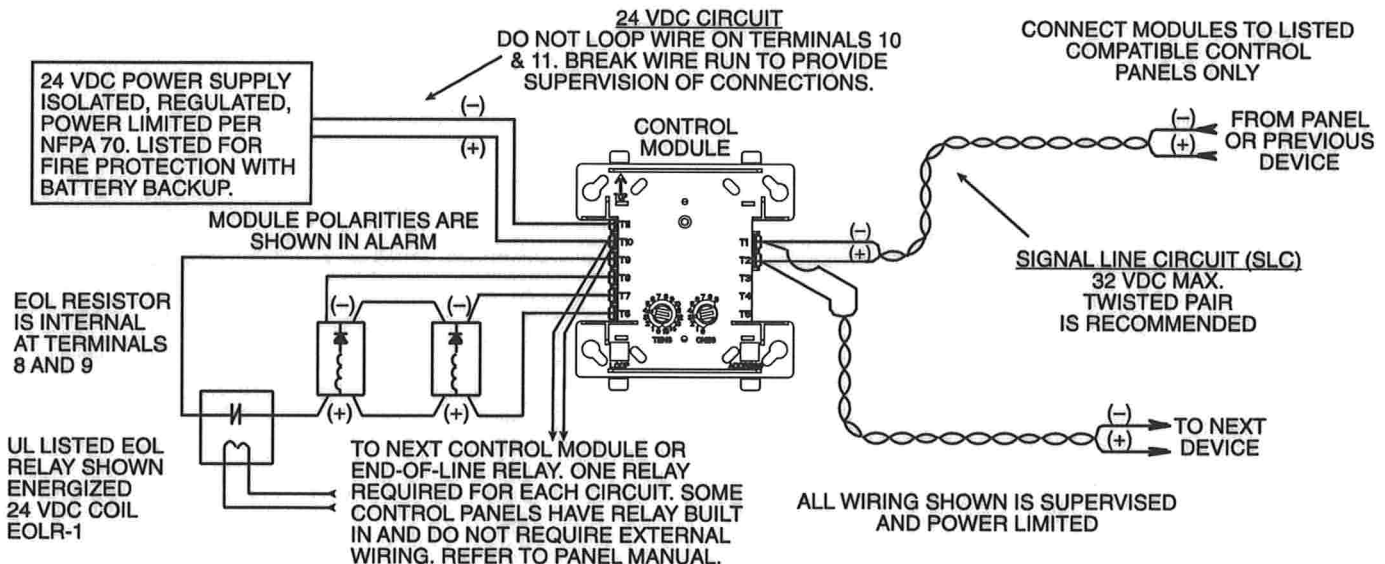 24 VDC CIRCUIT
DO NOT LOOP WIRE ON TERMINALS 10
& 11. BREAK WIRE RUN TO PROVIDE
SUPERVISION OF CONNECTIONS.
CONNECT MODULES TO LISTED
COMPATIBLE CONTROL
PANELS ONLY
24 VDC POWER SUPPLY
ISOLATED, REGULATED,
POWER LIMITED PER
NFPA 70. LISTED FOR
FIRE PROTECTION WITH
BATTERY BACKUP.
(–)
(+)
CONTROL
MODULE
(–)
(+)
FROM PANEL
OR PREVIOUS
DEVICE
MODULE POLARITIES ARE
SHOWN IN ALARM
TOP
T11
T10
T9
T8
T7
T6
T1
T2
T3
T4
T5
TENS
ONES
LOOP
ADDRESS
(–)
(+)
SIGNAL LINE CIRCUIT (SLC)
32 VDC MAX.
TWISTED PAIR
IS RECOMMENDED
EOL RESISTOR
IS INTERNAL
AT TERMINALS
8 AND 9
(–)
(–)
(+)
(+)
UL LISTED EOL
RELAY SHOWN
ENERGIZED
24 VDC COIL
EOLR-1
TO NEXT CONTROL MODULE OR
END-OF-LINE RELAY. ONE RELAY
REQUIRED FOR EACH CIRCUIT. SOME
CONTROL PANELS HAVE RELAY BUILT
IN AND DO NOT REQUIRE EXTERNAL
WIRING. REFER TO PANEL MANUAL.
(–)
(+)
TO NEXT
DEVICE
ALL WIRING SHOWN IS SUPERVISED
AND POWER LIMITED